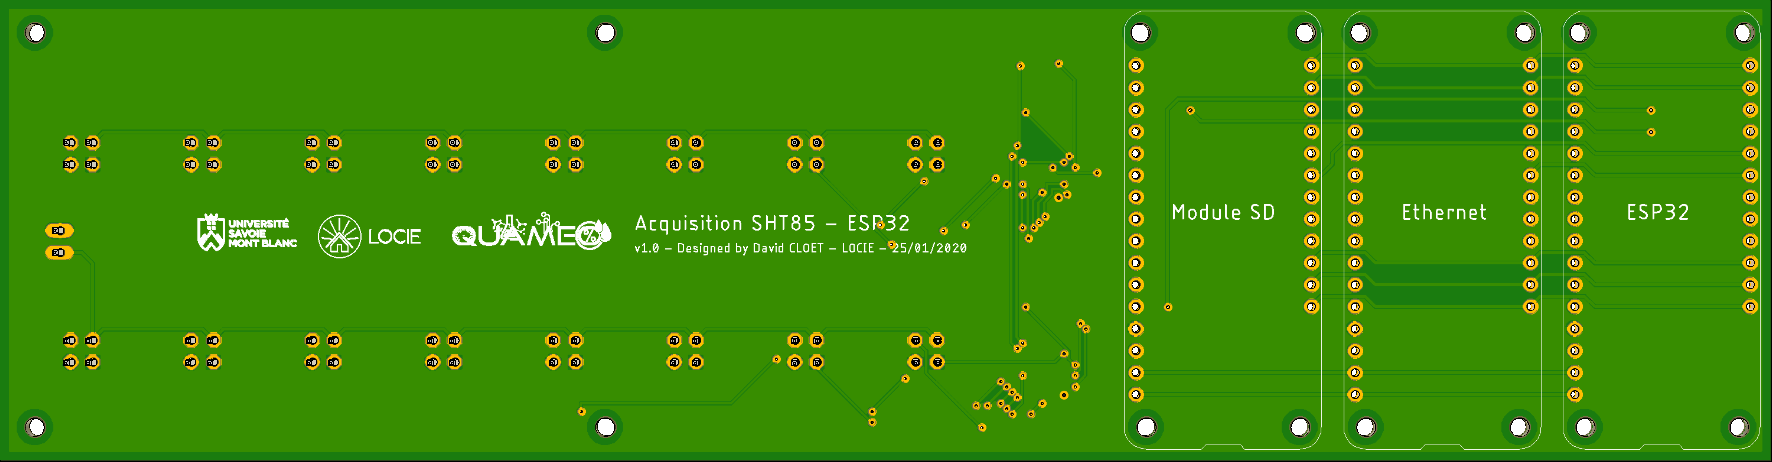 UNIVERSITÉ
SAVOIE
MONT BLANC
LOCIE
QUAMEO
%
Acquisition SHT85 - ESP32
v1.0 - Designed by David CLOET - LOCIE - 25/01/2020
Module SD
Ethernet
ESP32